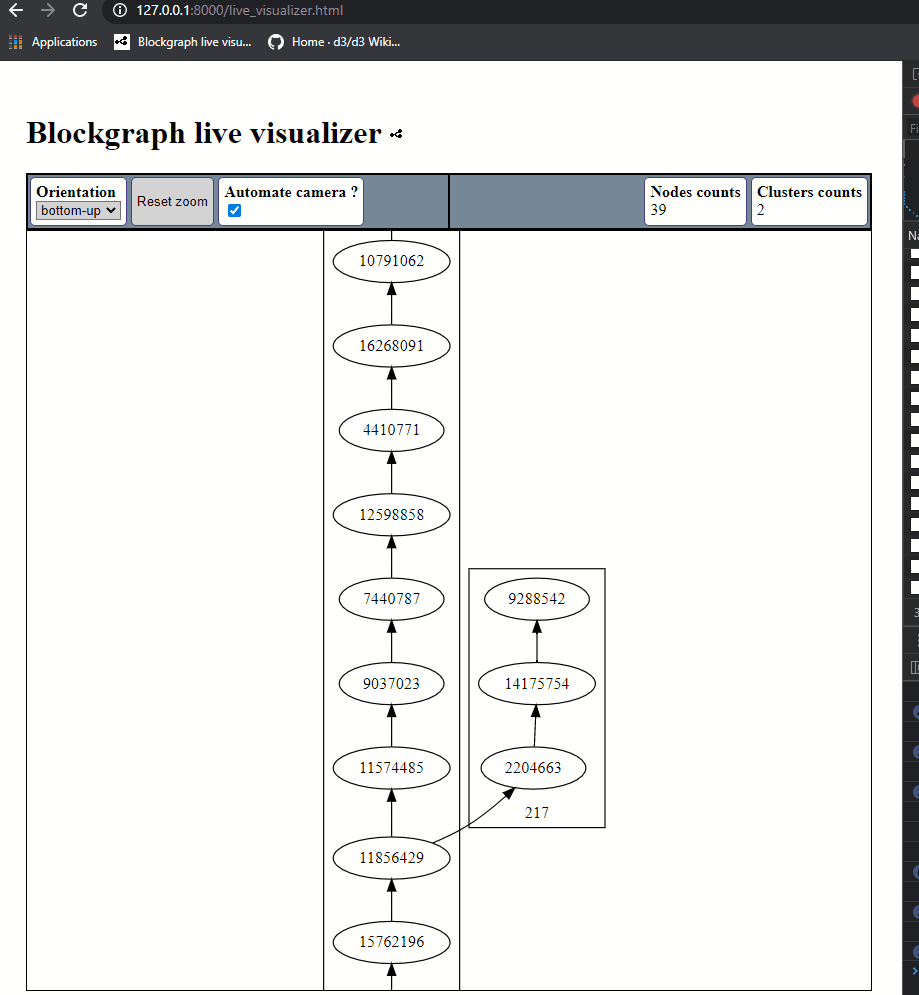 127.0.0.1:8000/live_visualizer.html
Applications Blockgraph live visu... Home · d3/d3 Wiki...
Blockgraph live visualizer
Orientation
bottom-up
Reset zoom
Automate camera ?
Nodes counts
39
Clusters counts
2
10791062
16268091
4410771
12598858
7440787
9288542
9037023
14175754
11574485
2204663
217
11856429
15762196